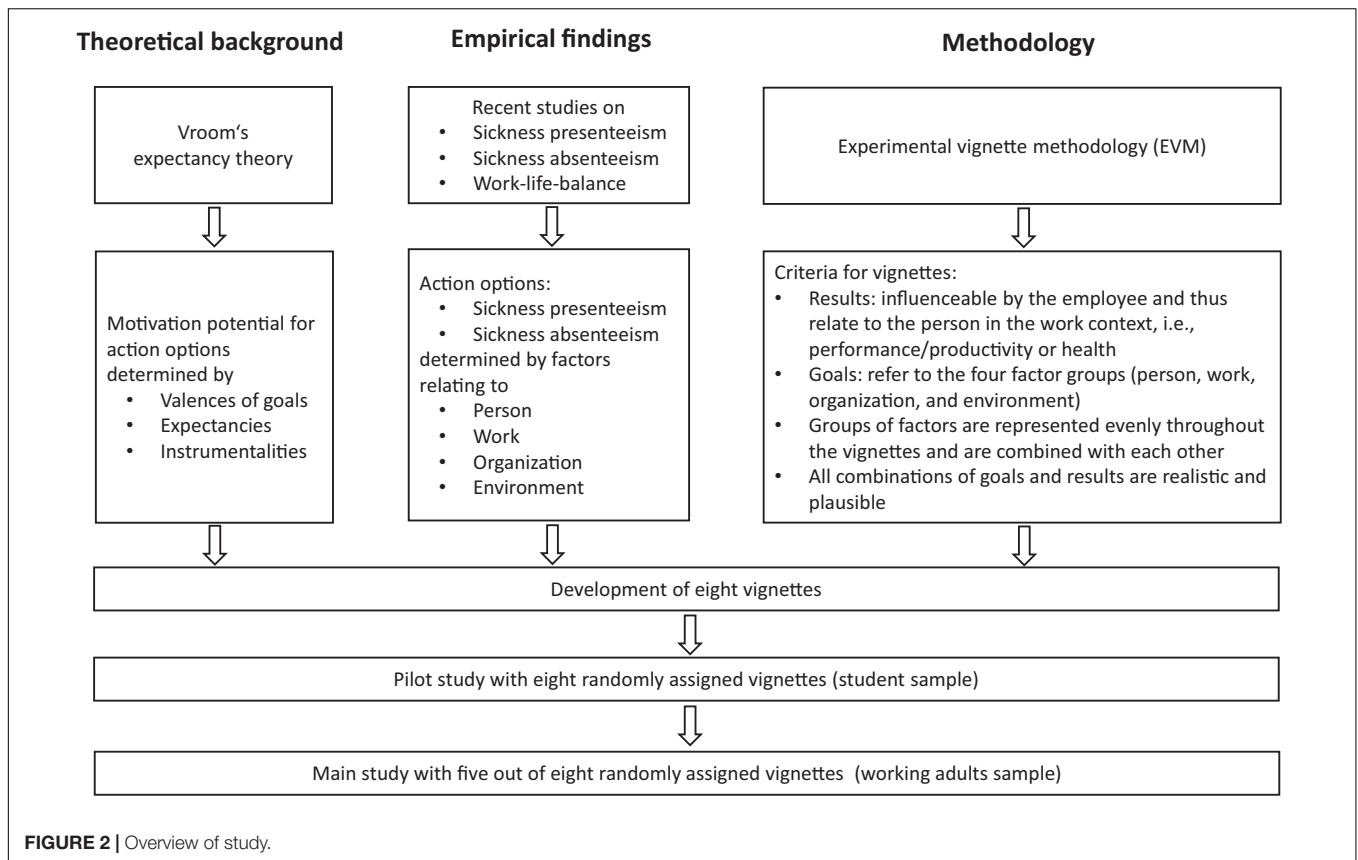 Theoretical background
Empirical findings
Methodology
Vroom‘s
expectancy theory
Recent studies on
• Sickness presenteeism
• Sickness absenteeism
• Work-life-balance
Experimental vignette methodology (EVM)
Motivation potential for
action options
determined by
• Valences of goals
• Expectancies
• Instrumentalities
Action options:
• Sickness presenteeism
• Sickness absenteeism
determined by factors
relating to
• Person
• Work
• Organization
• Environment
Criteria for vignettes:
• Results: influenceable by the employee and thus
relate to the person in the work context, i.e.,
performance/productivity or health
• Goals: refer to the four factor groups (person, work,
organization, and environment)
• Groups of factors are represented evenly throughout
the vignettes and are combined with each other
• All combinations of goals and results are realistic and
plausible
Development of eight vignettes
Pilot study with eight randomly assigned vignettes (student sample)
Main study with five out of eight randomly assigned vignettes (working adults sample)
FIGURE 2 | Overview of study.